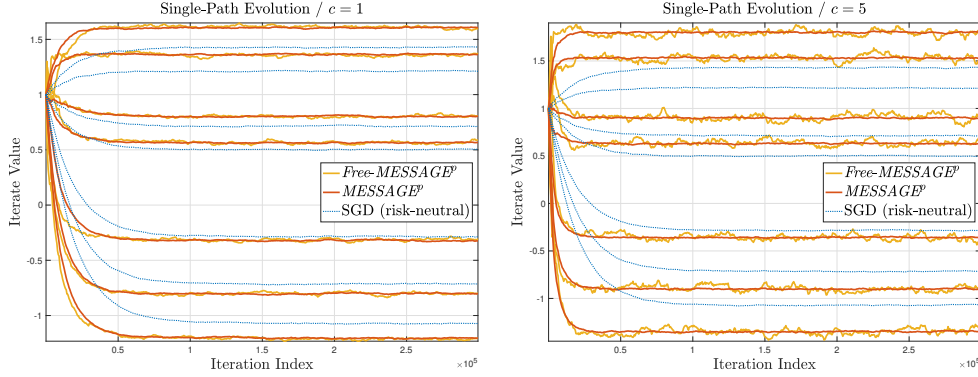 Single-Path Evolution / c = 1
1.5
1
0.5
0
-0.5
-1
Iterate Value
Free-MESSAGEᵖ
MESSAGEᵖ
SGD (risk-neutral)
0.5
1
1.5
2
2.5
×10⁵
Iteration Index
Single-Path Evolution / c = 5
1.5
1
0.5
0
-0.5
-1
Iterate Value
Free-MESSAGEᵖ
MESSAGEᵖ
SGD (risk-neutral)
0.5
1
1.5
2
2.5
×10⁵
Iteration Index